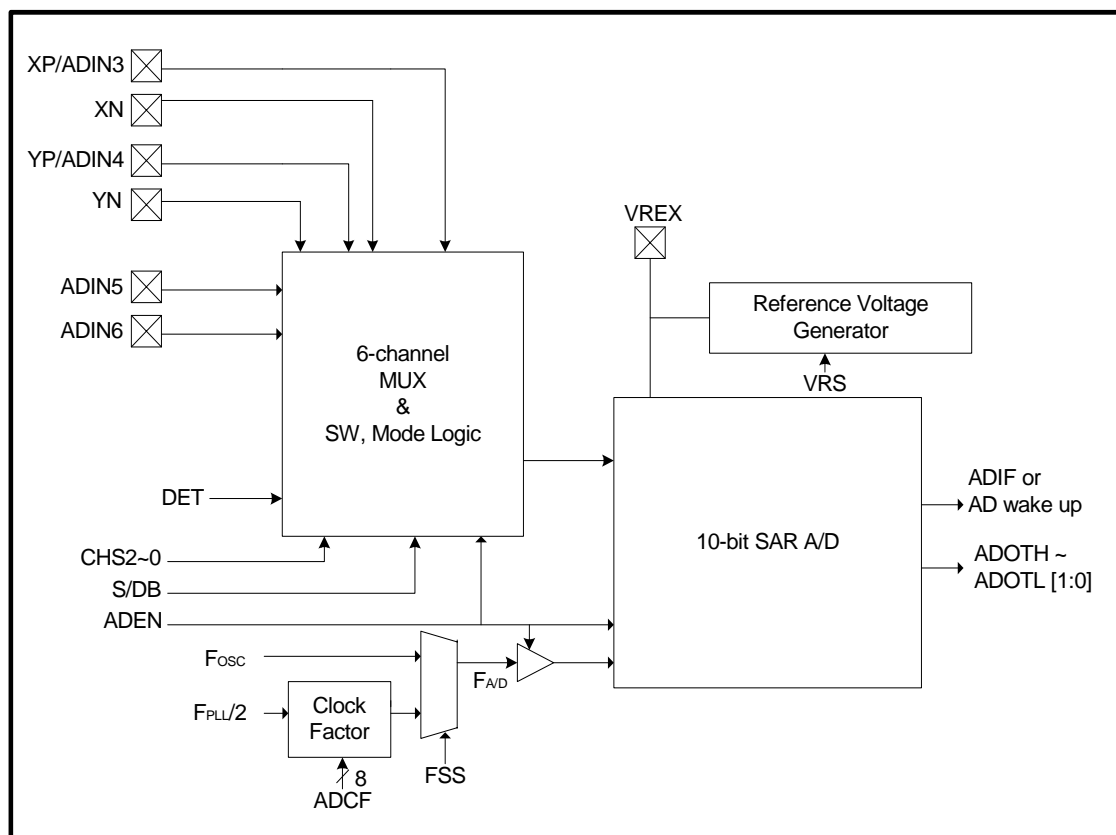 XP/ADIN3
XN
YP/ADIN4
YN
VREX
ADIN5
ADIN6
Reference Voltage
Generator
VRS
6-channel
MUX
&
SW, Mode Logic
DET
CHS2~0
S/DB
ADEN
10-bit SAR A/D
ADIF or
AD wake up
ADOTH ~
ADOTL [1:0]
FOSC
FA/D
FPLL/2
Clock
Factor
FSS
8
ADCF